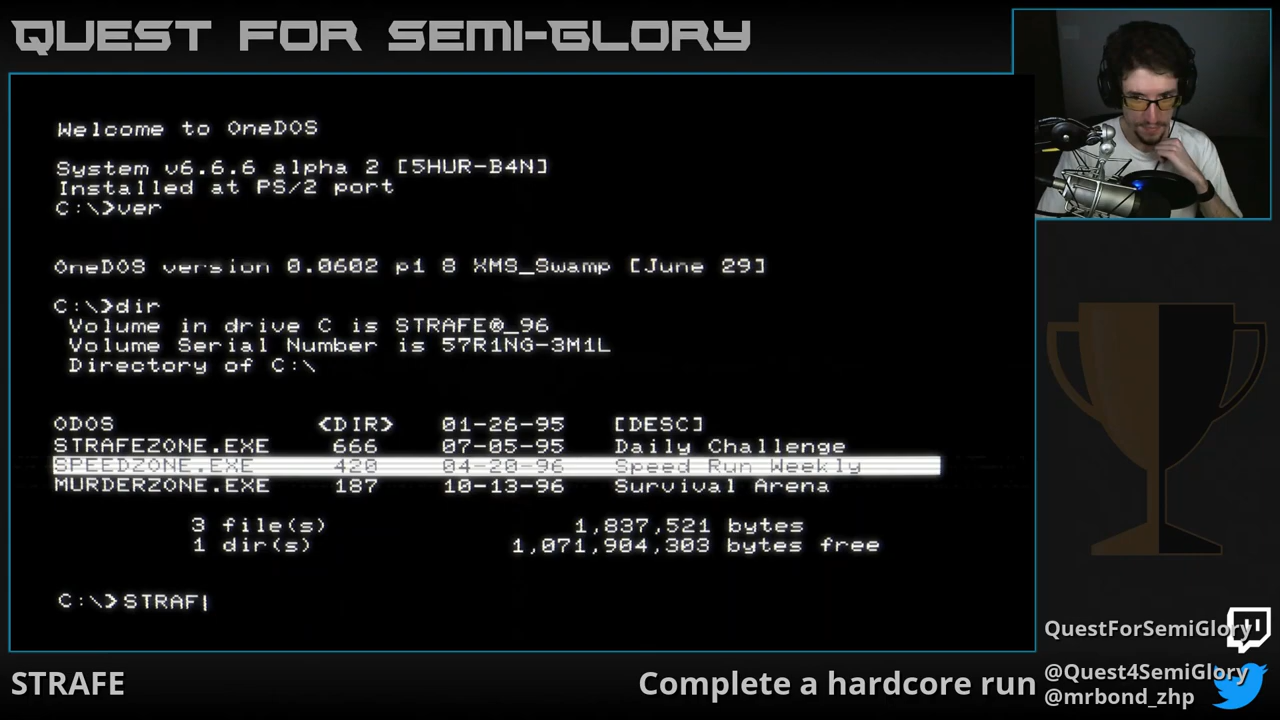 QUEST FOR SEMI-GLORY
Welcome to OneDOS
System v6.6.6 alpha 2 [5HUR-B4N]
Installed at PS/2 port
C:\>ver
OneDOS version 0.0602 p1 8 XMS_Swamp [June 29]
C:\>dir
Volume in drive C is STRAFE®_96
Volume Serial Number is 57R1NG-3M1L
Directory of C:\
ODOS <DIR> 01-26-95 [DESC]
STRAFEZONE.EXE 666 07-05-95 Daily Challenge
SPEEDZONE.EXE 420 04-20-96 Speed Run Weekly
MURDERZONE.EXE 187 10-13-96 Survival Arena
3 file(s) 1,837,521 bytes
1 dir(s) 1,071,904,303 bytes free
C:\>STRAF|
QuestForSemiGlory
STRAFE
Complete a hardcore run
@Quest4SemiGlory
@mrbond_zhp